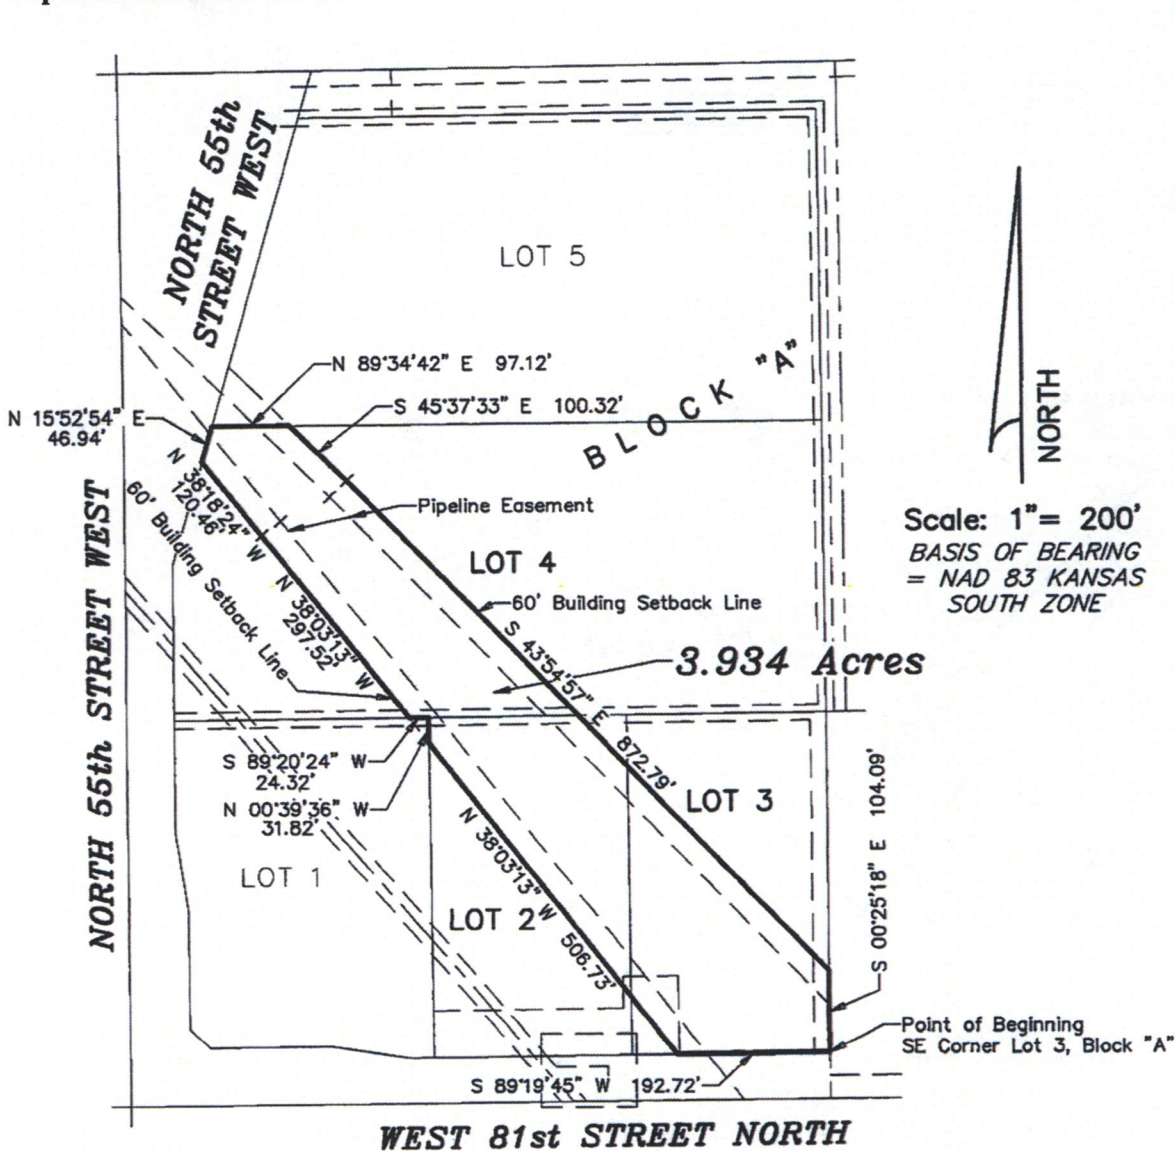 NORTH 55th
STREET WEST
LOT 5
N 89°34'42" E 97.12'
BLOCK "A"
S 45°37'33" E 100.32'
N 15°52'54" E
46.94'
NORTH
N 38°18'24" W
120.46'
60' Building Setback Line
Pipeline Easement
Scale: 1"= 200'
BASIS OF BEARING
= NAD 83 KANSAS
SOUTH ZONE
LOT 4
60' Building Setback Line
N 38°03'13" W
297.52'
S 43°54'57" E 872.79'
3.934 Acres
NORTH 55th STREET WEST
S 89°20'24" W
24.32'
N 00°39'36" W
31.82'
LOT 3
S 00°25'18" E 104.09'
LOT 1
LOT 2
N 38°03'13" W 506.73'
Point of Beginning
SE Corner Lot 3, Block "A"
S 89°19'45" W 192.72'
WEST 81st STREET NORTH